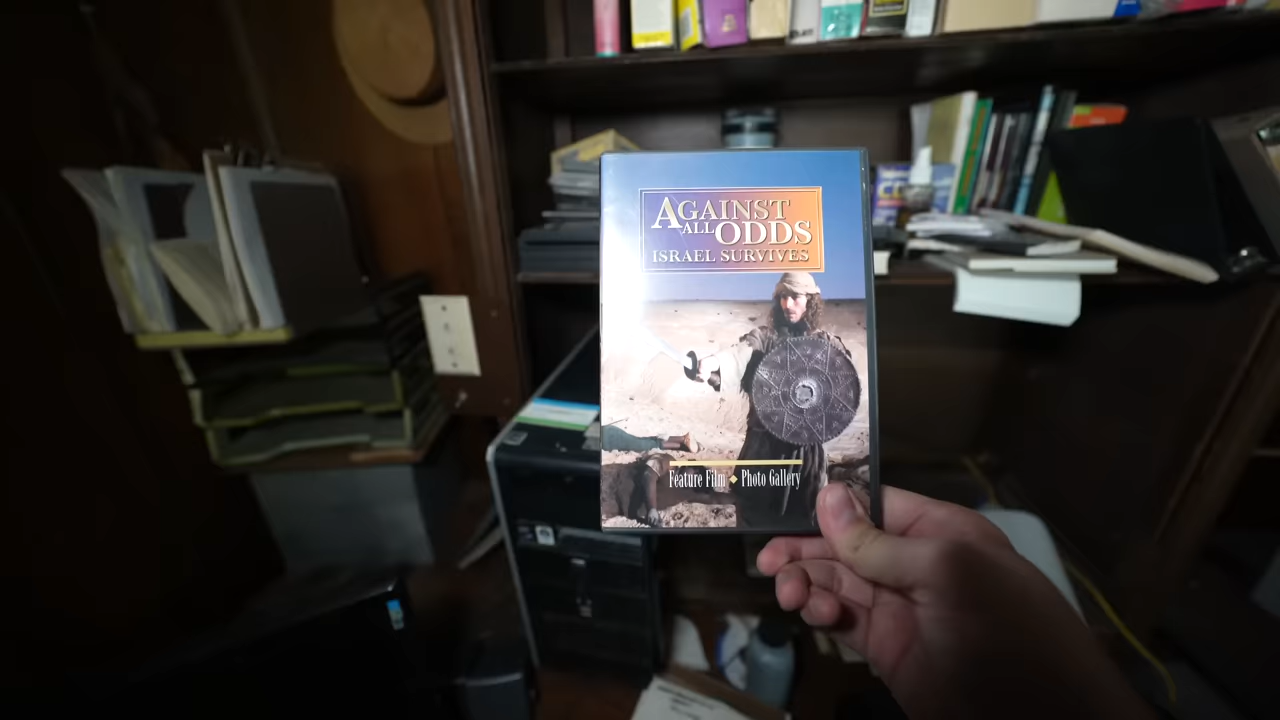 AGAINST
ALL ODDS
ISRAEL SURVIVES
Feature Film ◆ Photo Gallery